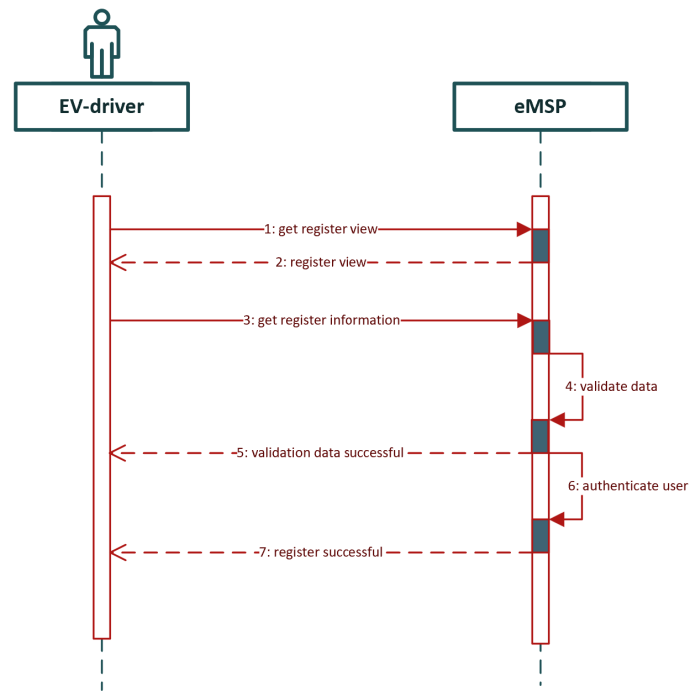 EV-driver
eMSP
1: get register view
2: register view
3: get register information
4: validate data
5: validation data successful
6: authenticate user
7: register successful